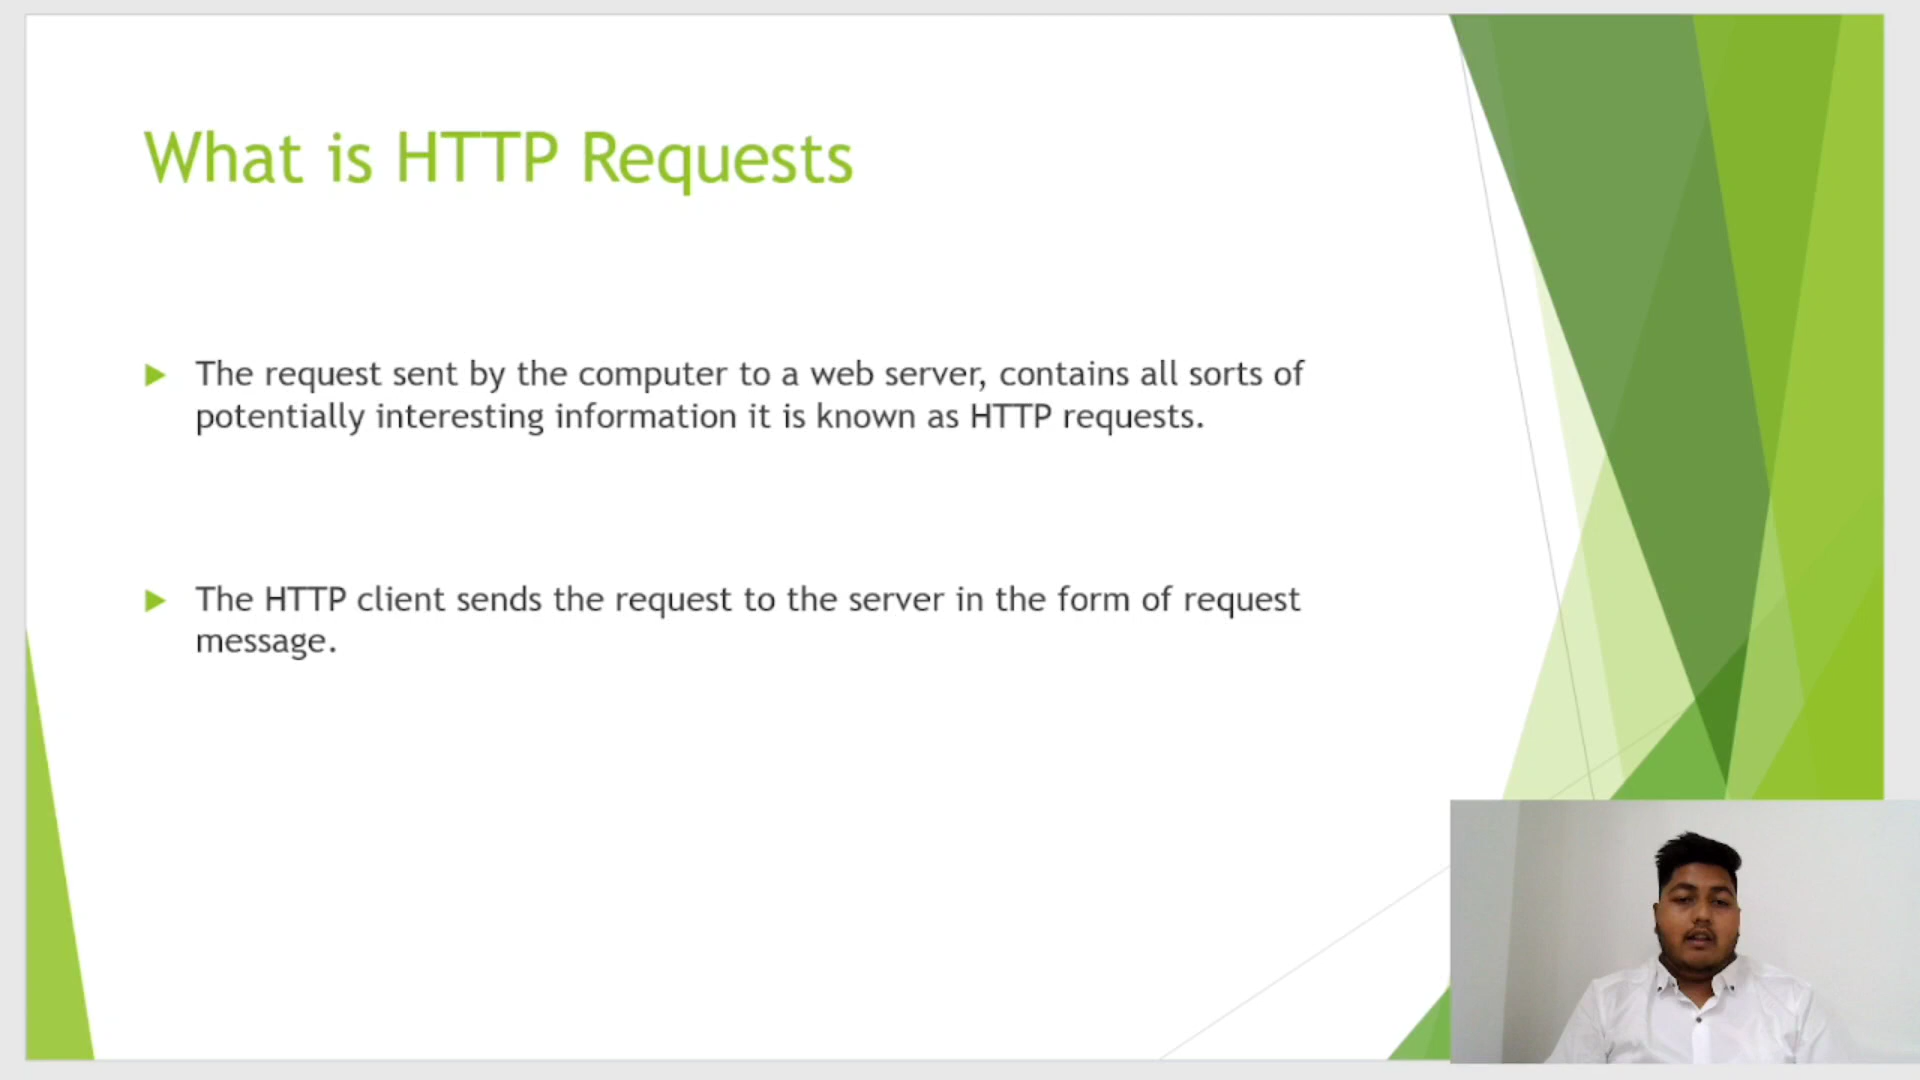 What is HTTP Requests
The request sent by the computer to a web server, contains all sorts of
potentially interesting information it is known as HTTP requests.
The HTTP client sends the request to the server in the form of request
message.